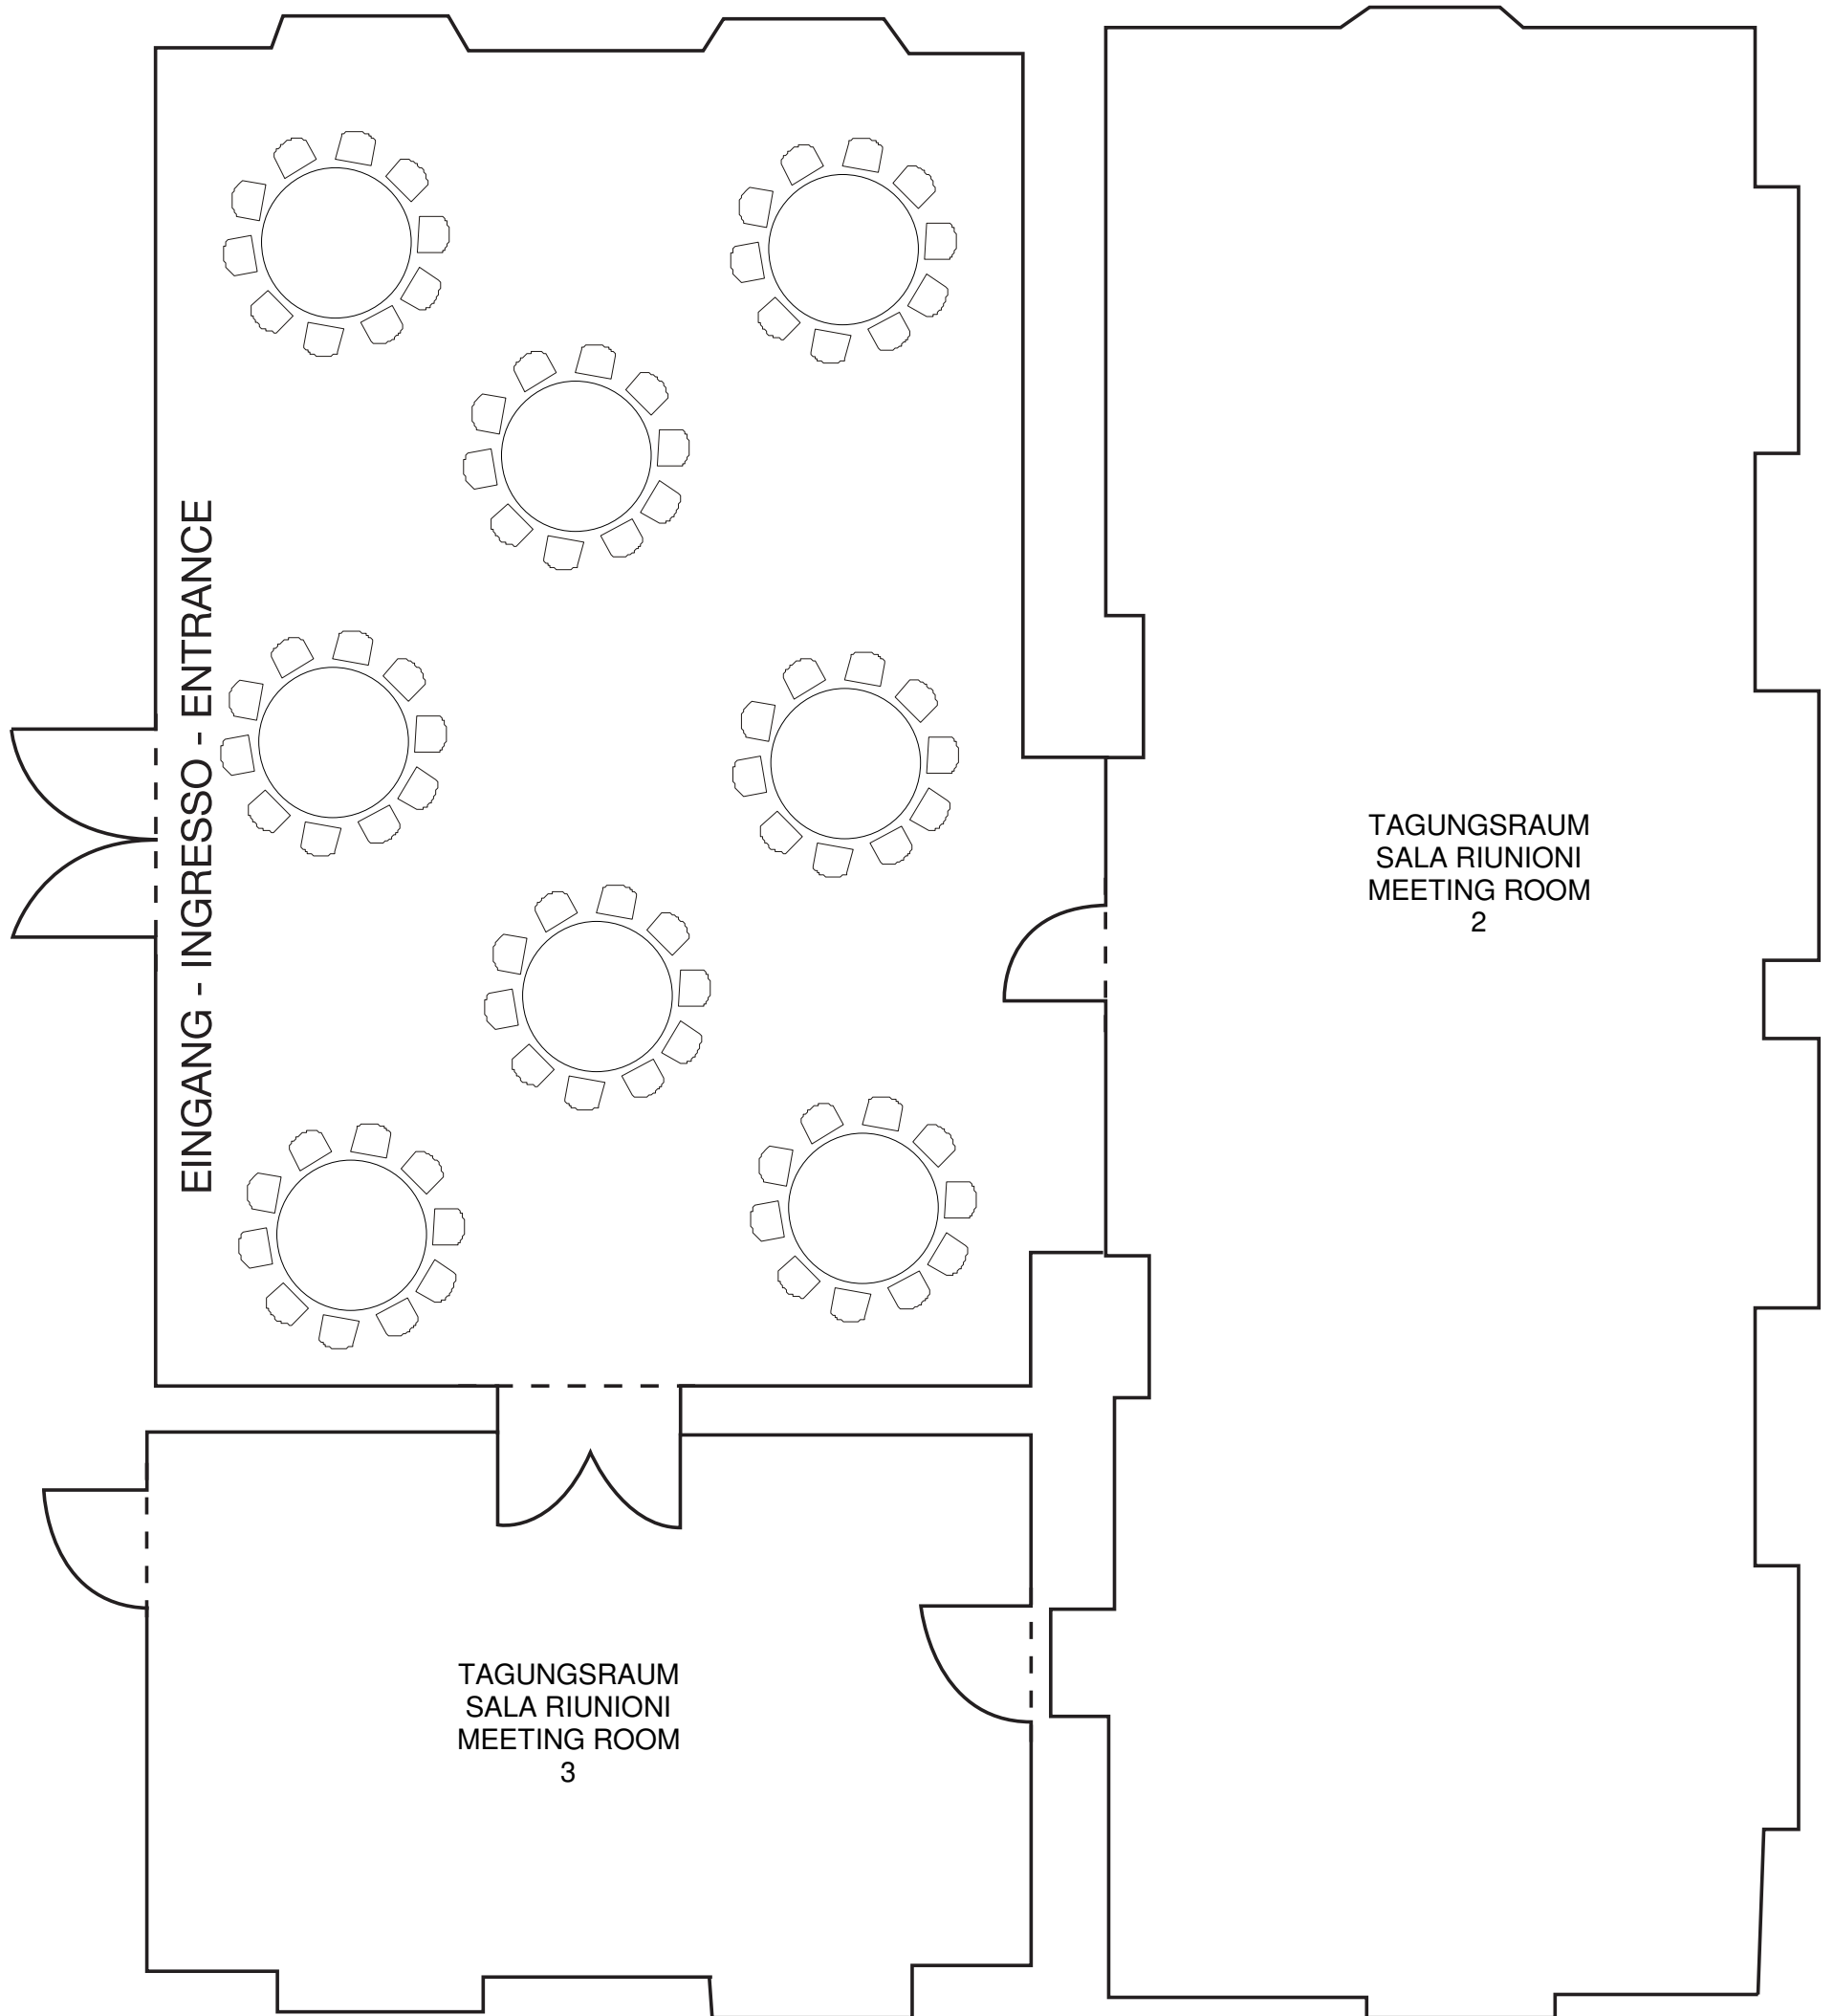 EINGANG - INGRESSO - ENTRANCE
TAGUNGSRAUM
SALA RIUNIONI
MEETING ROOM
2
TAGUNGSRAUM
SALA RIUNIONI
MEETING ROOM
3